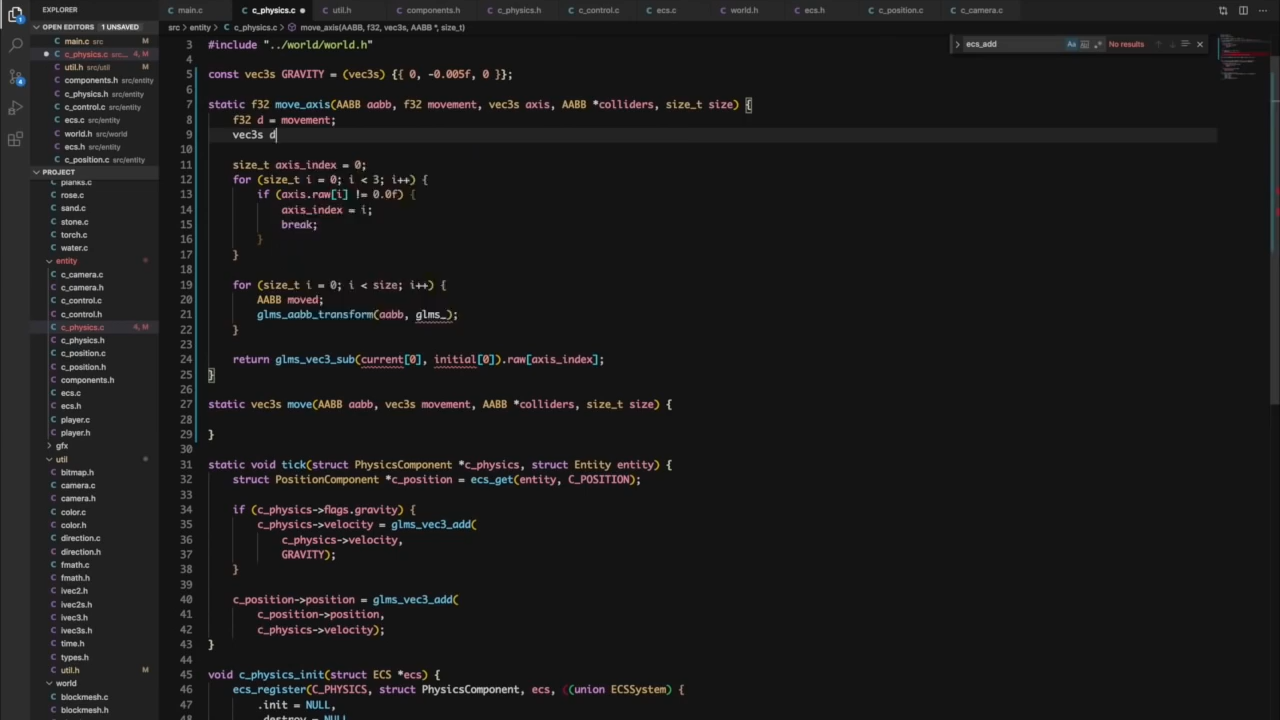 EXPLORER
main.c
c_physics.c
util.h
components.h
c_physics.h
c_control.c
ecs.c
world.h
ecs.h
c_position.c
c_camera.c
OPEN EDITORS 1 UNSAVED
main.c src M
c_physics.c src... 4, M
util.h src/util
components.h src/entity
c_physics.h src/entity
c_control.c src/entity
ecs.c src/entity
world.h src/world
ecs.h src/entity
c_position.c src/entity
PROJECT
planks.c
rose.c
sand.c
stone.c
torch.c
water.c
entity
c_camera.c
c_camera.h
c_control.c
c_control.h
c_physics.c 4, M
c_physics.h
c_position.c
c_position.h
components.h
ecs.c
ecs.h
player.c
player.h
gfx
util
bitmap.h
camera.c
camera.h
color.c
color.h
direction.c
direction.h
fmath.c
fmath.h
ivec2.h
ivec2s.h
ivec3.h
ivec3s.h
time.h
types.h
util.h M
world
blockmesh.c
blockmesh.h
src > entity > c_physics.c > move_axis(AABB, f32, vec3s, AABB *, size_t)
ecs_add Aa No results
3 #include "../world/world.h"
4
5 const vec3s GRAVITY = (vec3s) {{ 0, -0.005f, 0 }};
6
7 static f32 move_axis(AABB aabb, f32 movement, vec3s axis, AABB *colliders, size_t size) {
8 f32 d = movement;
9 vec3s d
10
11 size_t axis_index = 0;
12 for (size_t i = 0; i < 3; i++) {
13 if (axis.raw[i] != 0.0f) {
14 axis_index = i;
15 break;
16 }
17 }
18
19 for (size_t i = 0; i < size; i++) {
20 AABB moved;
21 glms_aabb_transform(aabb, glms_);
22 }
23
24 return glms_vec3_sub(current[0], initial[0]).raw[axis_index];
25 }
26
27 static vec3s move(AABB aabb, vec3s movement, AABB *colliders, size_t size) {
28
29 }
30
31 static void tick(struct PhysicsComponent *c_physics, struct Entity entity) {
32 struct PositionComponent *c_position = ecs_get(entity, C_POSITION);
33
34 if (c_physics->flags.gravity) {
35 c_physics->velocity = glms_vec3_add(
36 c_physics->velocity,
37 GRAVITY);
38 }
39
40 c_position->position = glms_vec3_add(
41 c_position->position,
42 c_physics->velocity);
43 }
44
45 void c_physics_init(struct ECS *ecs) {
46 ecs_register(C_PHYSICS, struct PhysicsComponent, ecs, ((union ECSSystem) {
47 .init = NULL,
48 .destroy = NULL,